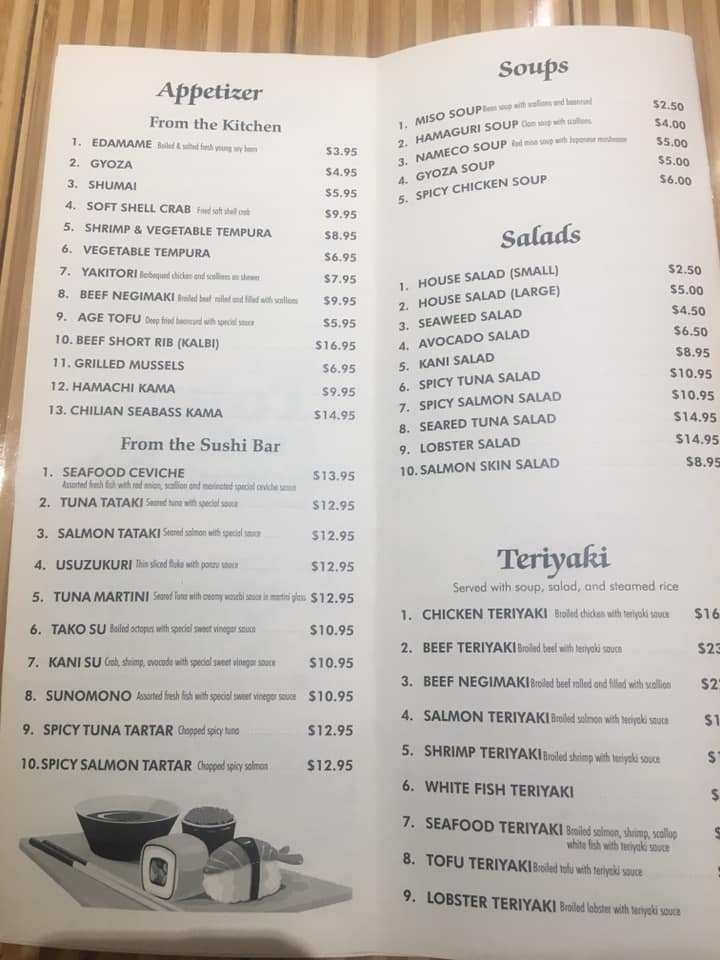 Appetizer
From the Kitchen
1. EDAMAME Boiled & salted fresh young soy bean $3.95
2. GYOZA $4.95
3. SHUMAI $5.95
4. SOFT SHELL CRAB Fried soft shell crab $9.95
5. SHRIMP & VEGETABLE TEMPURA $8.95
6. VEGETABLE TEMPURA $6.95
7. YAKITORI Barbequed chicken and scallions on skewer $7.95
8. BEEF NEGIMAKI Broiled beef rolled and filled with scallions $9.95
9. AGE TOFU Deep fried beancurd with special sauce $5.95
10. BEEF SHORT RIB (KALBI) $16.95
11. GRILLED MUSSELS $6.95
12. HAMACHI KAMA $9.95
13. CHILIAN SEABASS KAMA $14.95
From the Sushi Bar
1. SEAFOOD CEVICHE $13.95
Assorted fresh fish with red onion, scallion and marinated special ceviche sauce
2. TUNA TATAKI Seared tuna with special sauce $12.95
3. SALMON TATAKI Seared salmon with special sauce $12.95
4. USUZUKURI Thin sliced fluke with ponzu sauce $12.95
5. TUNA MARTINI Seared Tuna with creamy wasabi sauce in martini glass $12.95
6. TAKO SU Boiled octopus with special sweet vinegar sauce $10.95
7. KANI SU Crab, shrimp, avocado with special sweet vinegar sauce $10.95
8. SUNOMONO Assorted fresh fish with special sweet vinegar sauce $10.95
9. SPICY TUNA TARTAR Chopped spicy tuna $12.95
10. SPICY SALMON TARTAR Chopped spicy salmon $12.95
Soups
1. MISO SOUP Bean soup with scallions and beancurd $2.50
2. HAMAGURI SOUP Clam soup with scallions. $4.00
3. NAMECO SOUP Red miso soup with Japanese mushroom $5.00
4. GYOZA SOUP $5.00
5. SPICY CHICKEN SOUP $6.00
Salads
1. HOUSE SALAD (SMALL) $2.50
2. HOUSE SALAD (LARGE) $5.00
3. SEAWEED SALAD $4.50
4. AVOCADO SALAD $6.50
5. KANI SALAD $8.95
6. SPICY TUNA SALAD $10.95
7. SPICY SALMON SALAD $10.95
8. SEARED TUNA SALAD $14.95
9. LOBSTER SALAD $14.95
10. SALMON SKIN SALAD $8.95
Teriyaki
Served with soup, salad, and steamed rice
1. CHICKEN TERIYAKI Broiled chicken with teriyaki sauce $16
2. BEEF TERIYAKI Broiled beef with teriyaki sauce $23
3. BEEF NEGIMAKI Broiled beef rolled and filled with scallion $2
4. SALMON TERIYAKI Broiled salmon with teriyaki sauce $1
5. SHRIMP TERIYAKI Broiled shrimp with teriyaki sauce $
6. WHITE FISH TERIYAKI $
7. SEAFOOD TERIYAKI Broiled salmon, shrimp, scallop
white fish with teriyaki sauce
8. TOFU TERIYAKI Broiled tofu with teriyaki sauce
9. LOBSTER TERIYAKI Broiled lobster with teriyaki sauce